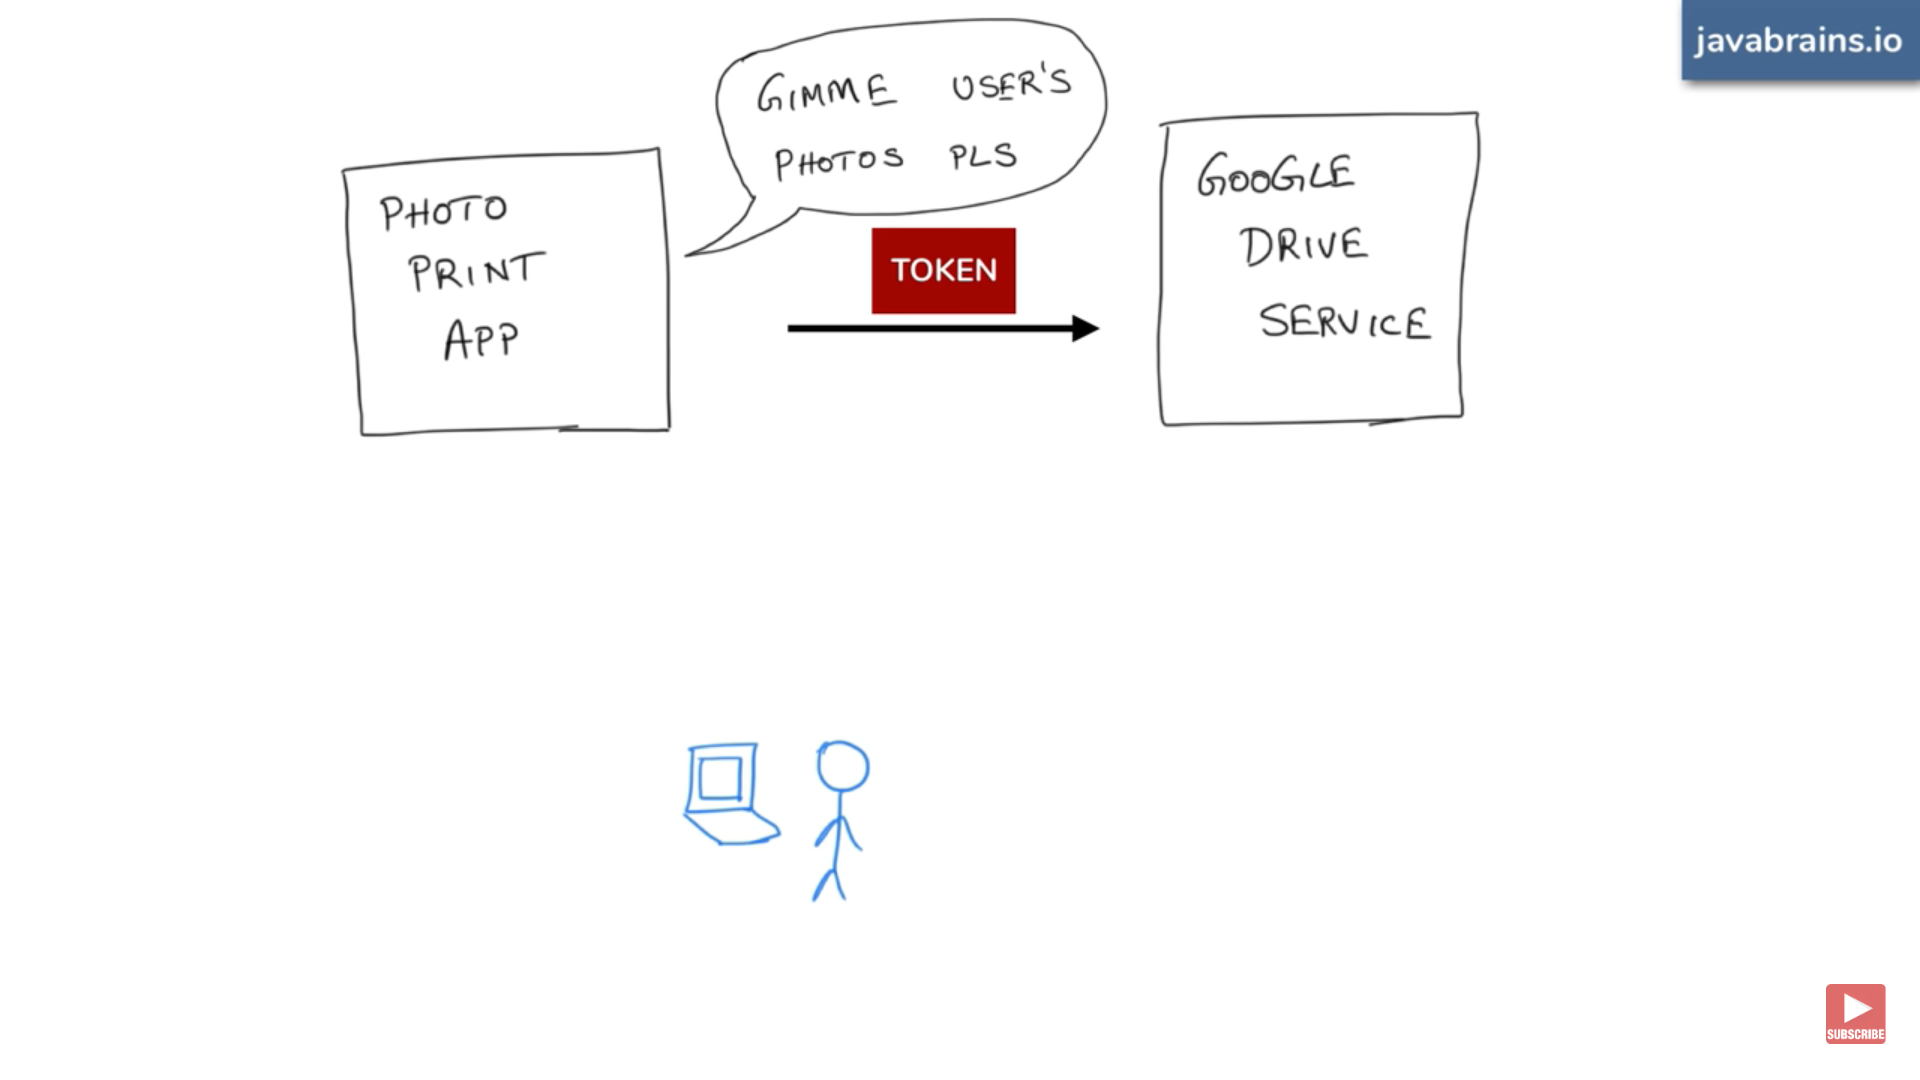 javabrains.io
GIMME USER'S
PHOTOS PLS
PHOTO
PRINT
APP
TOKEN
GOOGLE
DRIVE
SERVICE
SUBSCRIBE